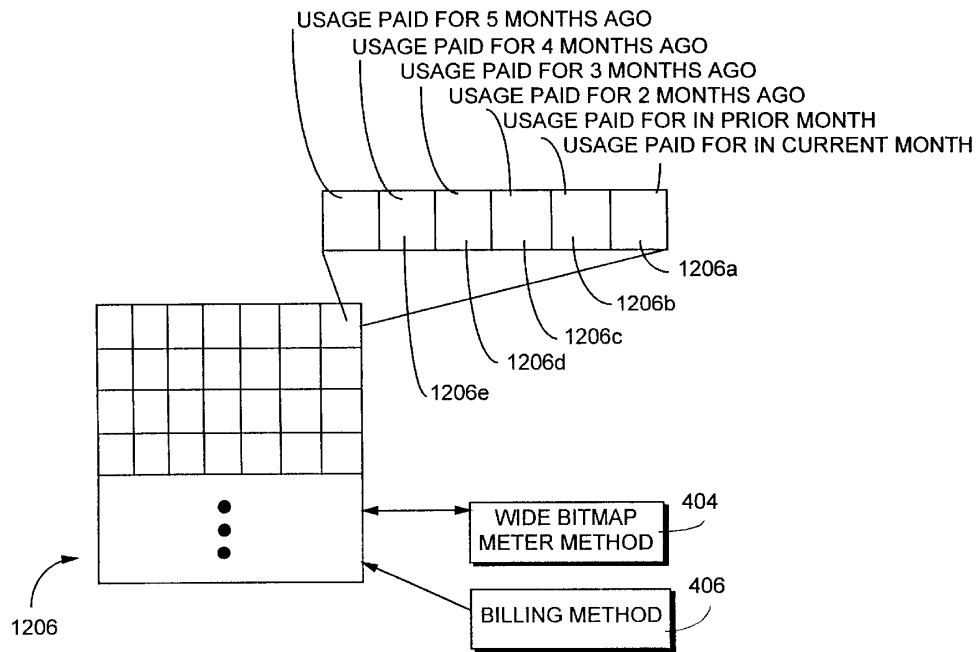 USAGE PAID FOR 5 MONTHS AGO
USAGE PAID FOR 4 MONTHS AGO
USAGE PAID FOR 3 MONTHS AGO
USAGE PAID FOR 2 MONTHS AGO
USAGE PAID FOR IN PRIOR MONTH
USAGE PAID FOR IN CURRENT MONTH
1206a
1206b
1206c
1206d
1206e
404
WIDE BITMAP
METER METHOD
406
BILLING METHOD
1206